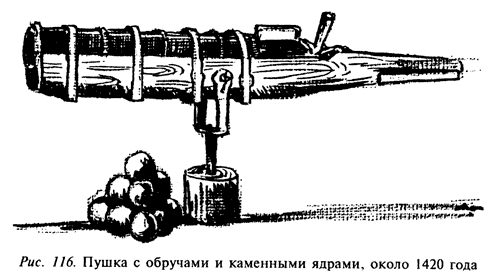 Рис. 116. Пушка с обручами и каменными ядрами, около 1420 года